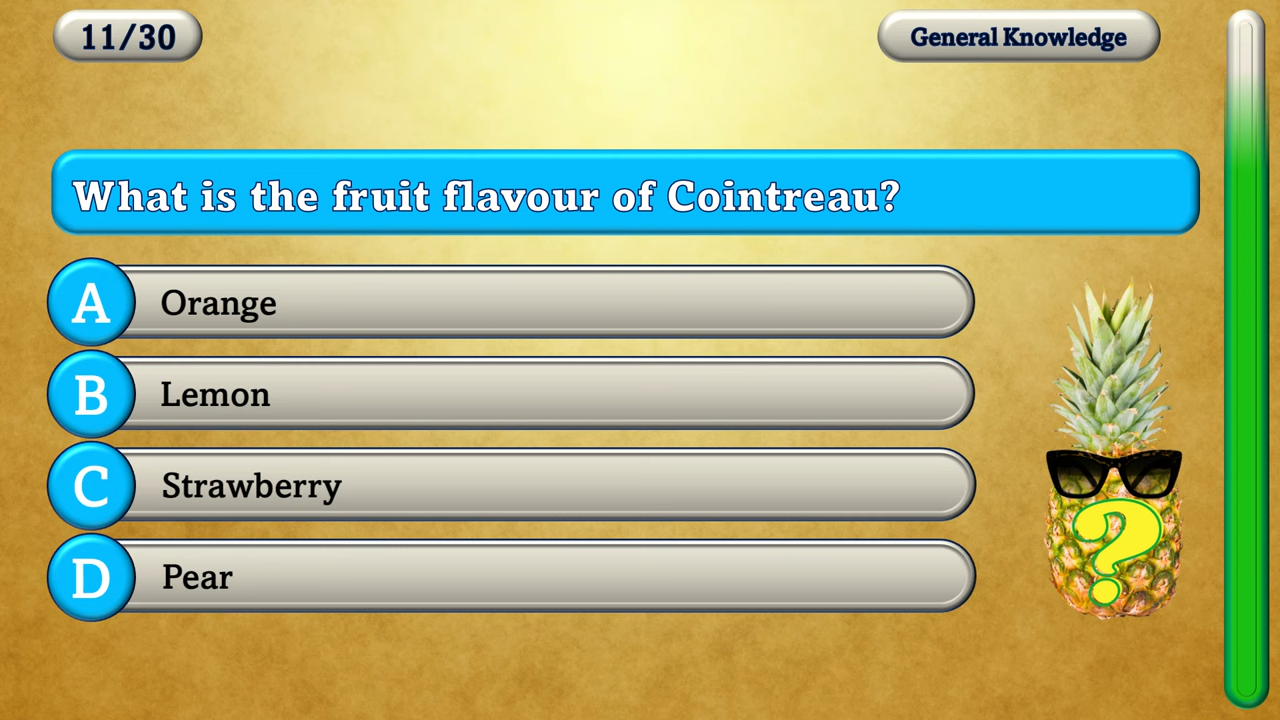 11/30
General Knowledge
What is the fruit flavour of Cointreau?
A Orange
B Lemon
C Strawberry
D Pear
?